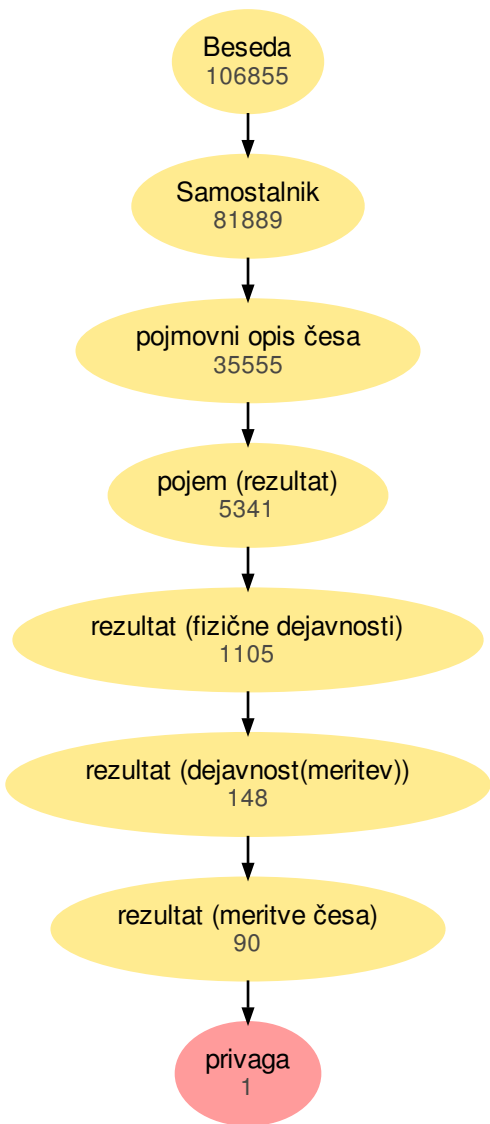 Beseda
106855
Samostalnik
81889
pojmovni opis česa
35555
pojem (rezultat)
5341
rezultat (fizične dejavnosti)
1105
rezultat (dejavnost(meritev))
148
rezultat (meritve česa)
90
privaga
1